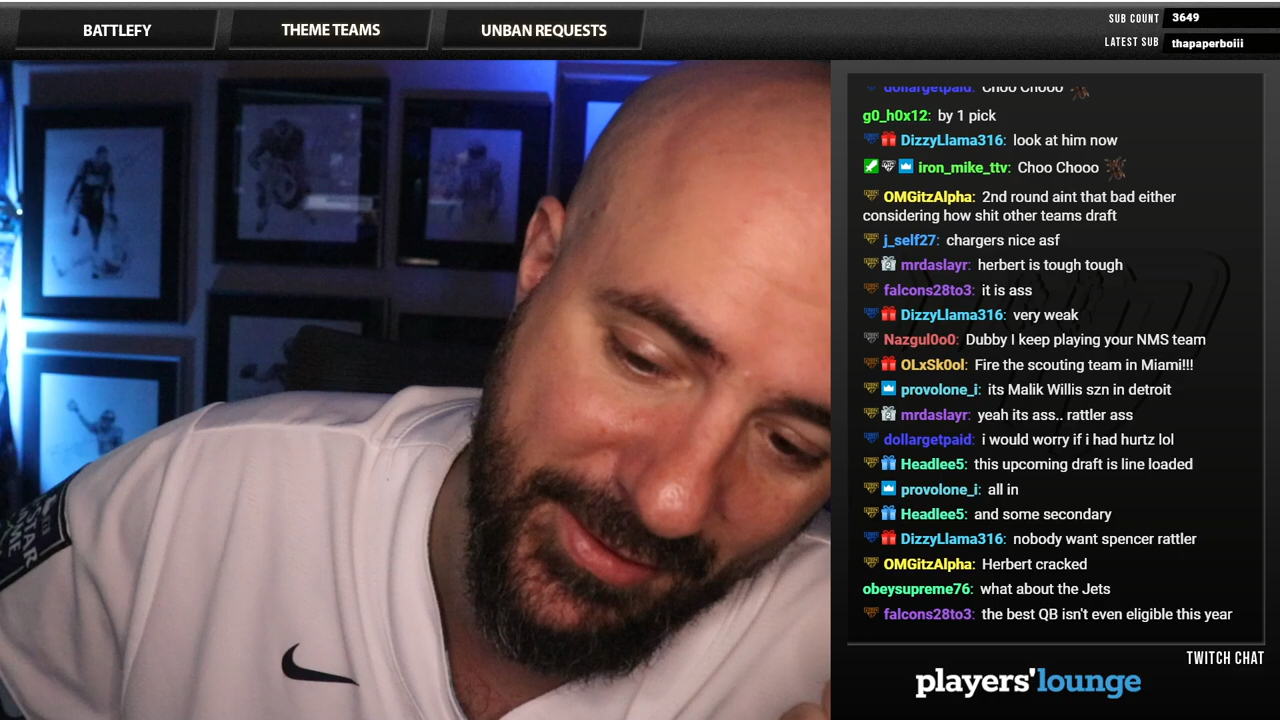 BATTLEFY
THEME TEAMS
UNBAN REQUESTS
SUB COUNT 3649
LATEST SUB thapaperboiii
dollargetpaid: Choo Chooo
g0_h0x12: by 1 pick
DizzyLlama316: look at him now
iron_mike_ttv: Choo Chooo
OMGitzAlpha: 2nd round aint that bad either
considering how shit other teams draft
j_self27: chargers nice asf
mrdaslayr: herbert is tough tough
falcons28to3: it is ass
DizzyLlama316: very weak
Nazgul0o0: Dubby I keep playing your NMS team
OLxSk0ol: Fire the scouting team in Miami!!!
provolone_i: its Malik Willis szn in detroit
mrdaslayr: yeah its ass.. rattler ass
dollargetpaid: i would worry if i had hurtz lol
Headlee5: this upcoming draft is line loaded
provolone_i: all in
Headlee5: and some secondary
DizzyLlama316: nobody want spencer rattler
OMGitzAlpha: Herbert cracked
obeysupreme76: what about the Jets
falcons28to3: the best QB isn't even eligible this year
TWITCH CHAT
players'lounge